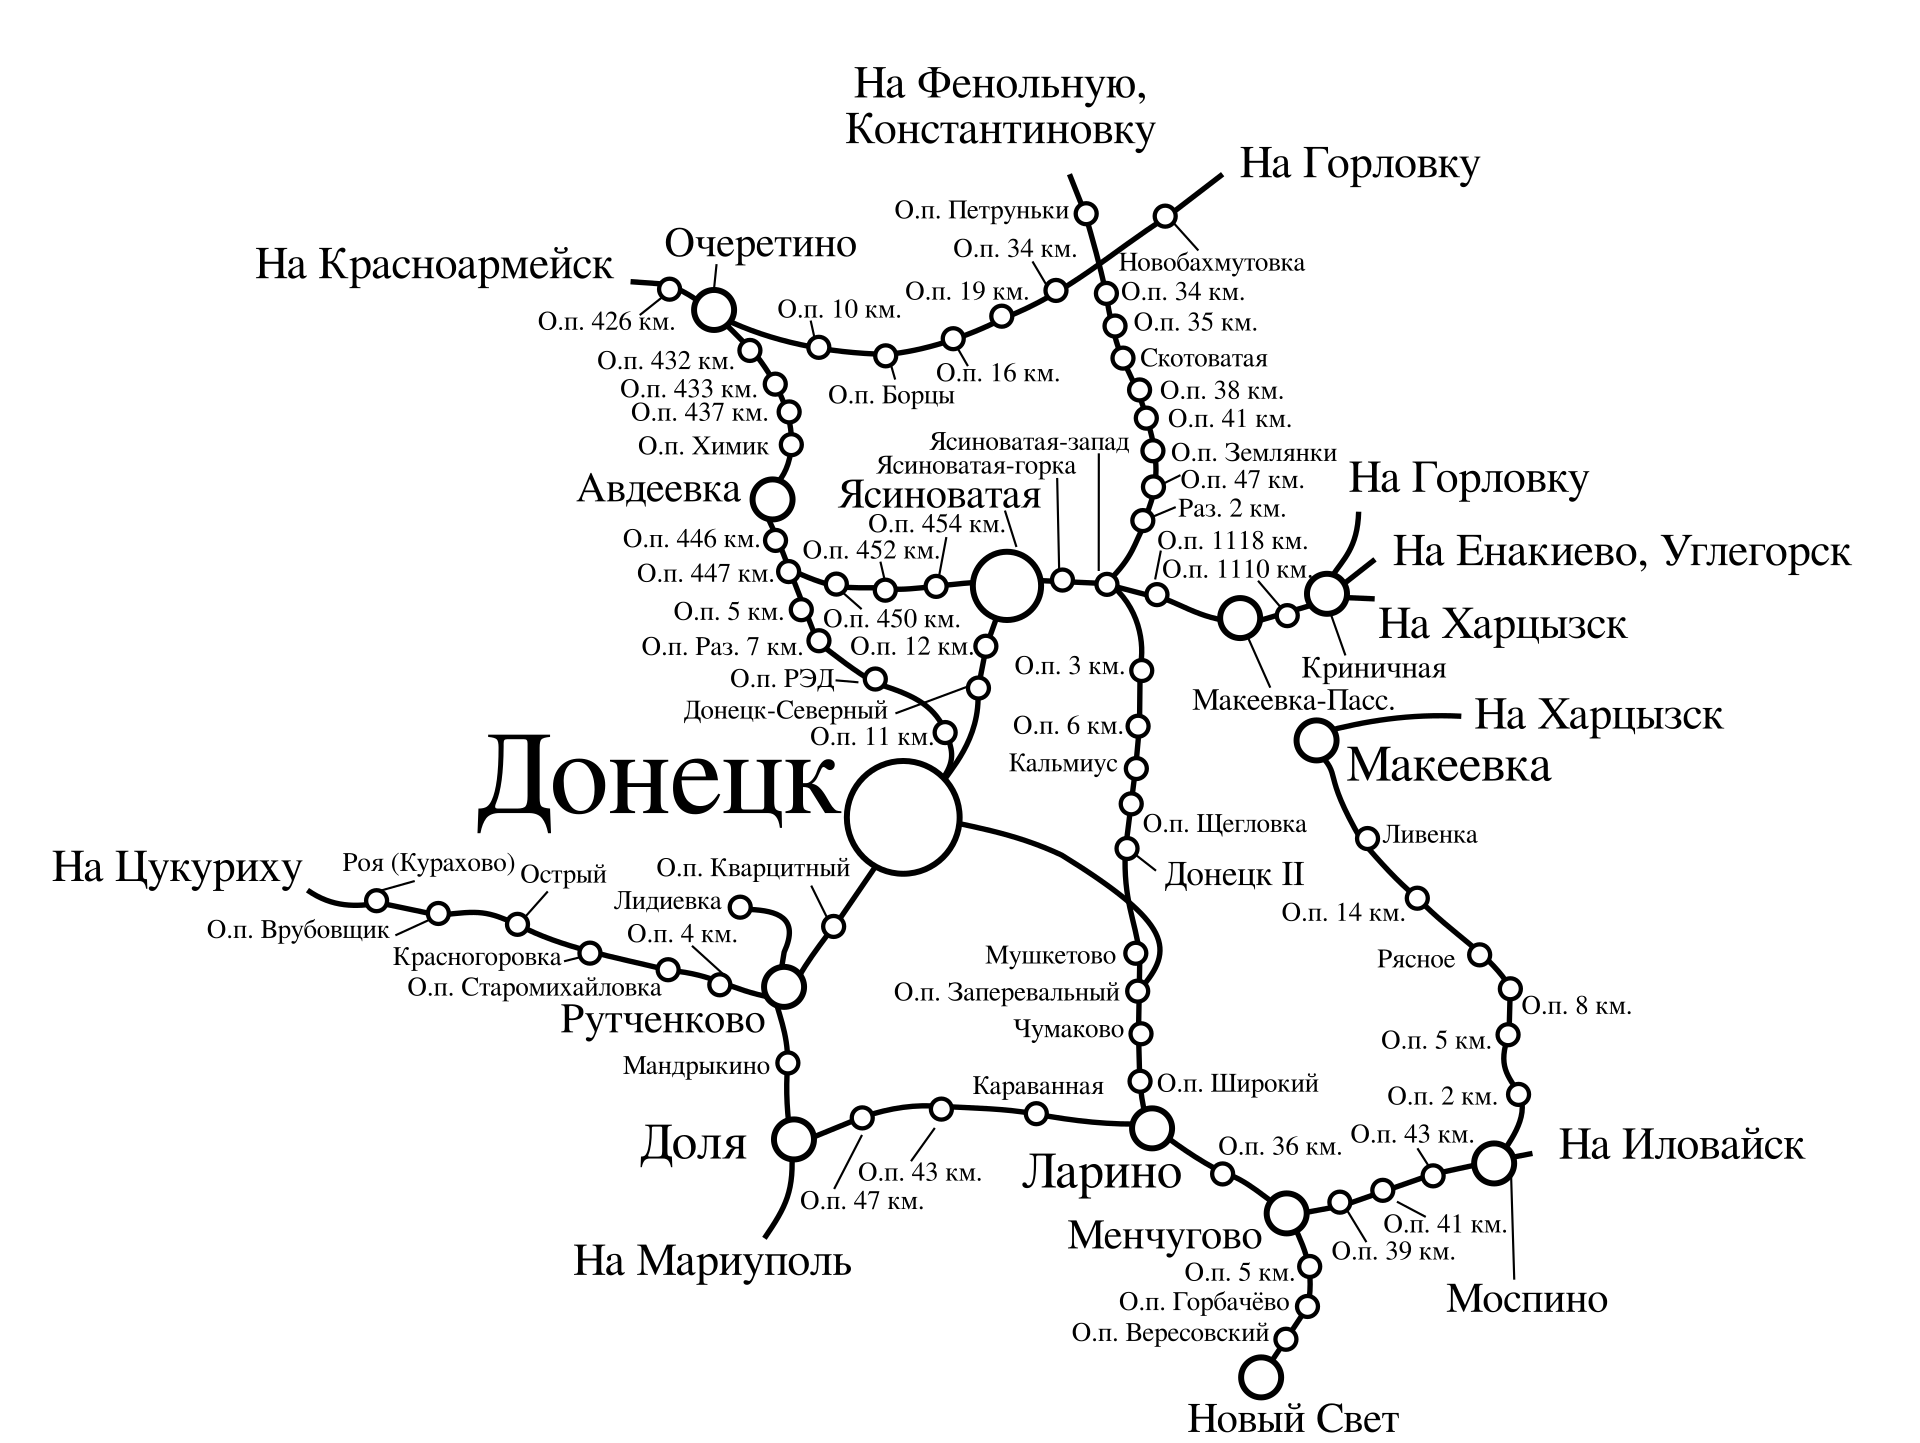 На Фенольную,
Константиновку
На Горловку
О.п. Петруньки
О.п. 34 км.
Новобахмутовка
Очеретино
На Красноармейск
О.п. 426 км.
О.п. 10 км.
О.п. 19 км.
О.п. 34 км.
О.п. 35 км.
О.п. 432 км.
О.п. 16 км.
Скотоватая
О.п. 433 км.
О.п. Борцы
О.п. 38 км.
О.п. 437 км.
О.п. 41 км.
О.п. Химик
Ясиноватая-запад
О.п. Землянки
Ясиноватая-горка
На Горловку
Авдеевка
Ясиноватая
О.п. 47 км.
Раз. 2 км.
О.п. 454 км.
О.п. 446 км.
О.п. 452 км.
О.п. 1118 км.
На Енакиево, Углегорск
О.п. 447 км.
О.п. 1110 км.
О.п. 5 км.
О.п. 450 км.
На Харцызск
О.п. Раз. 7 км.
О.п. 12 км.
О.п. 3 км.
Криничная
О.п. РЭД
Макеевка-Пасс.
Донецк-Северный
О.п. 11 км.
О.п. 6 км.
На Харцызск
Донецк
Кальмиус
Макеевка
О.п. Щегловка
Ливенка
На Цукуриху
Роя (Курахово)
Острый
О.п. Кварцитный
Донецк II
Лидиевка
О.п. 14 км.
О.п. Врубовщик
О.п. 4 км.
Красногоровка
Мушкетово
Рясное
О.п. Старомихайловка
О.п. Заперевальный
О.п. 8 км.
Рутченково
Чумаково
О.п. 5 км.
Мандрыкино
Караванная
О.п. Широкий
О.п. 2 км.
Доля
О.п. 36 км.
О.п. 43 км.
На Иловайск
О.п. 43 км.
Ларино
О.п. 47 км.
Менчугово
О.п. 41 км.
О.п. 39 км.
На Мариуполь
О.п. 5 км.
О.п. Горбачёво
Моспино
О.п. Вересовский
Новый Свет